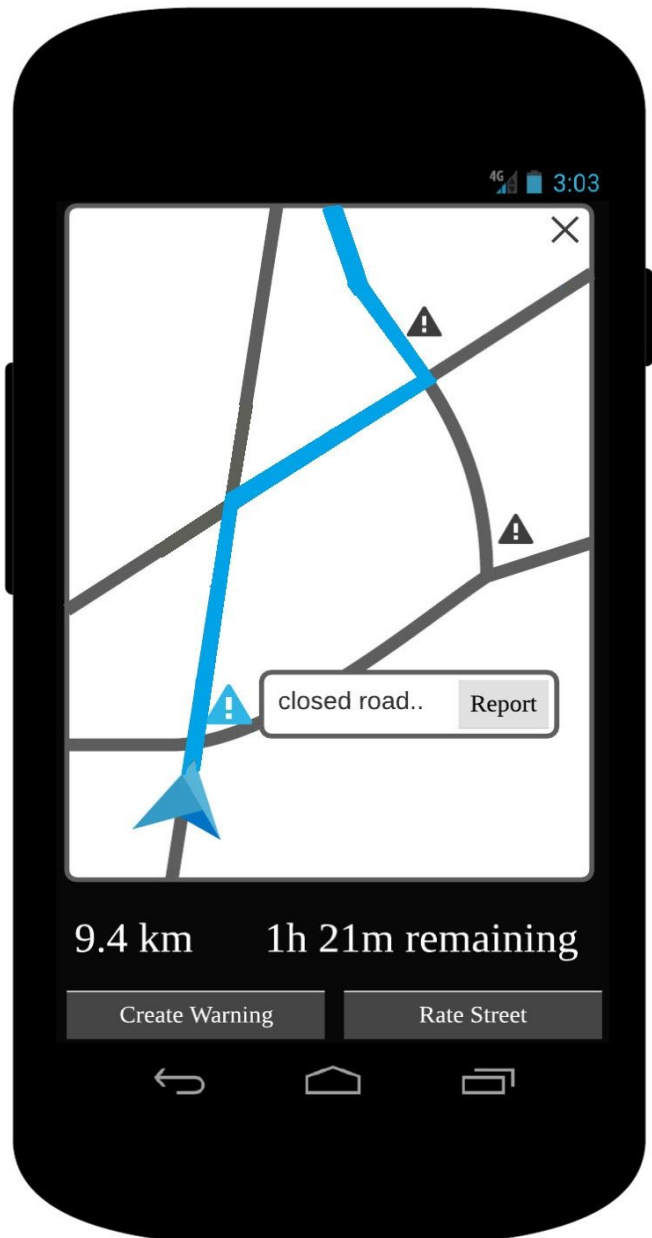 4G 3:03
closed road.. Report
9.4 km 1h 21m remaining
Create Warning Rate Street